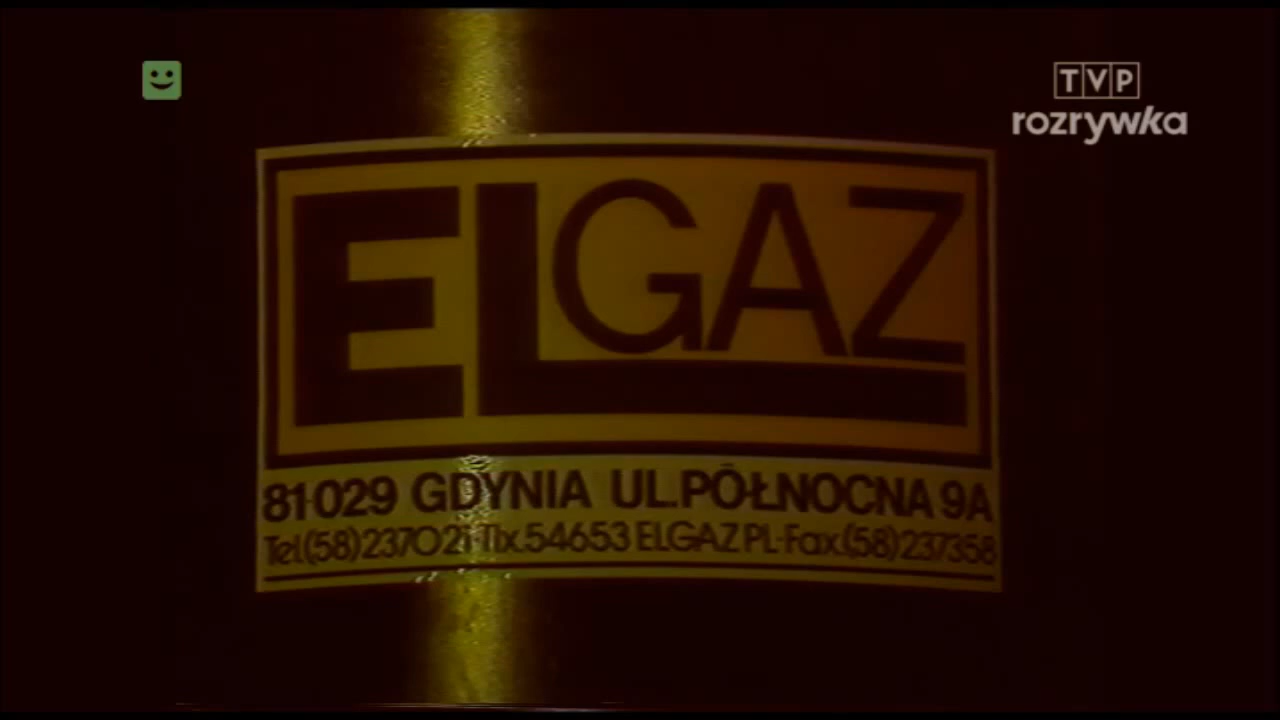 TVP
rozrywka
ELGAZ
81-029 GDYNIA UL.PÓŁNOCNA 9A
Tel.(58)237021·Tlx.54653 ELGAZ PL·Fax.(58)237358